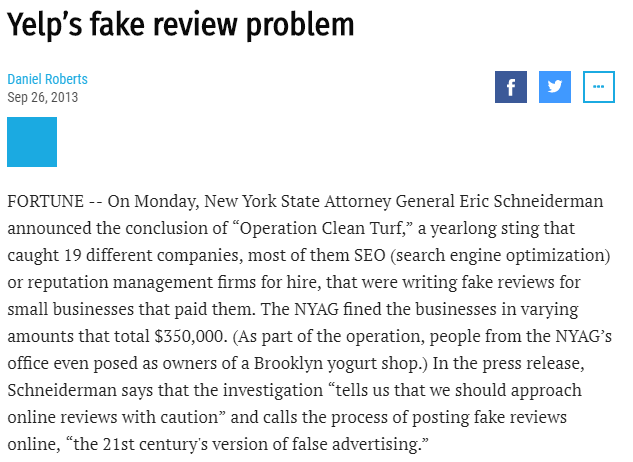 Yelp’s fake review problem
Daniel Roberts
Sep 26, 2013
f
FORTUNE -- On Monday, New York State Attorney General Eric Schneiderman
announced the conclusion of “Operation Clean Turf,” a yearlong sting that
caught 19 different companies, most of them SEO (search engine optimization)
or reputation management firms for hire, that were writing fake reviews for
small businesses that paid them. The NYAG fined the businesses in varying
amounts that total $350,000. (As part of the operation, people from the NYAG’s
office even posed as owners of a Brooklyn yogurt shop.) In the press release,
Schneiderman says that the investigation “tells us that we should approach
online reviews with caution” and calls the process of posting fake reviews
online, “the 21st century's version of false advertising.”